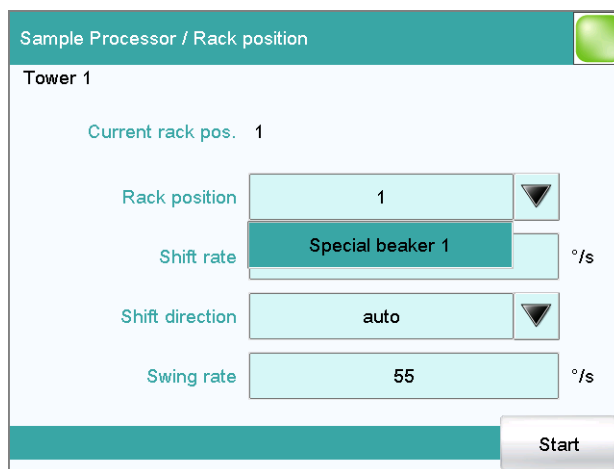 Sample Processor / Rack position
Tower 1
Current rack pos. 1
Rack position 1
Special beaker 1
Shift rate °/s
Shift direction auto
Swing rate 55 °/s
Start